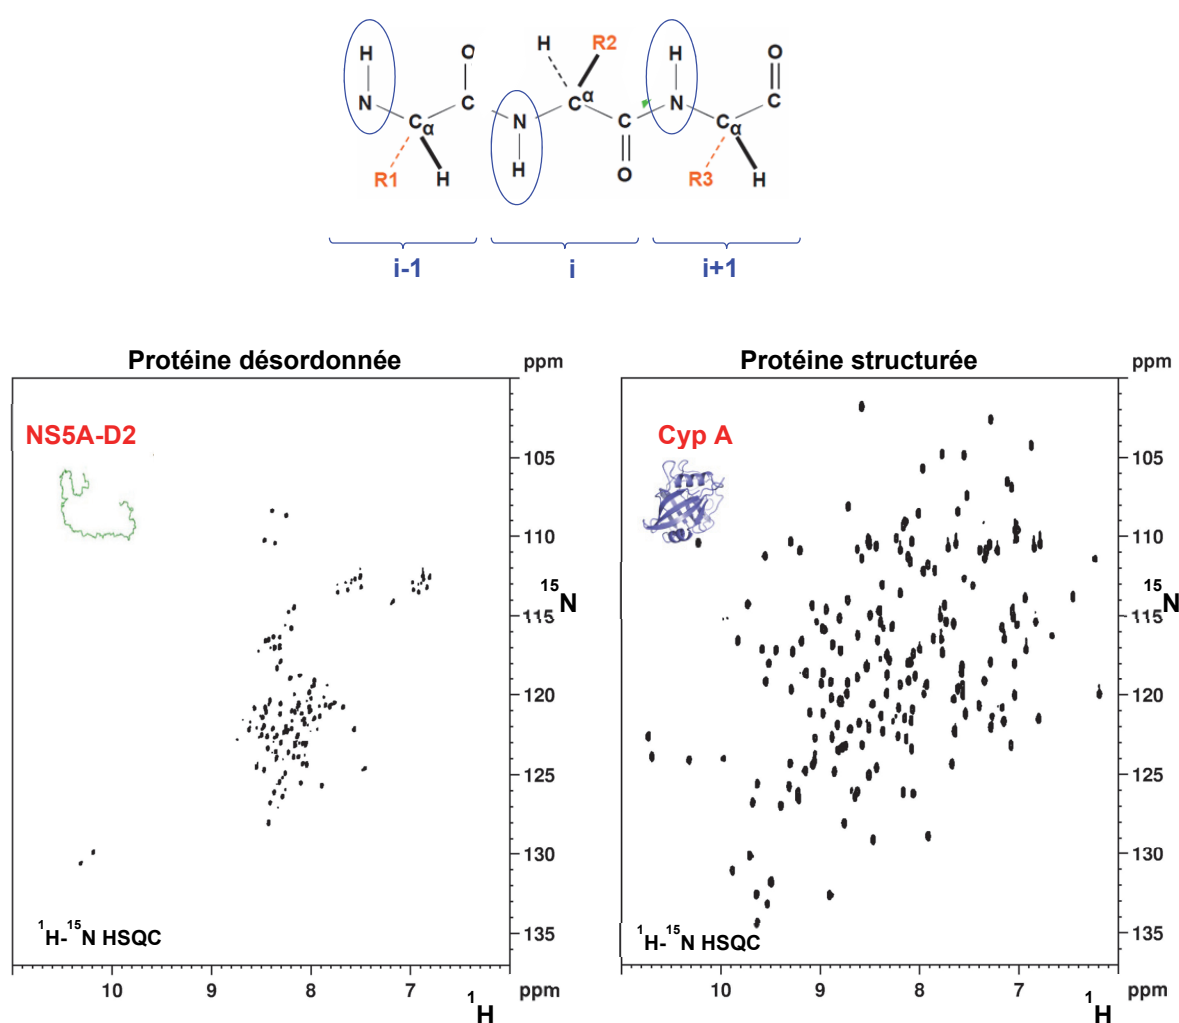 H O H R2 H O
N C Cα N C
Cα N C Cα
R1 H H O R3 H
i-1 i i+1
Protéine désordonnée ppm
NS5A-D2
105
110
15N
115
120
125
130
135
1H-15N HSQC
10 9 8 7 ppm
1H
Protéine structurée ppm
Cyp A
105
110
15N
115
120
125
130
135
1H-15N HSQC
10 9 8 7 ppm
1H